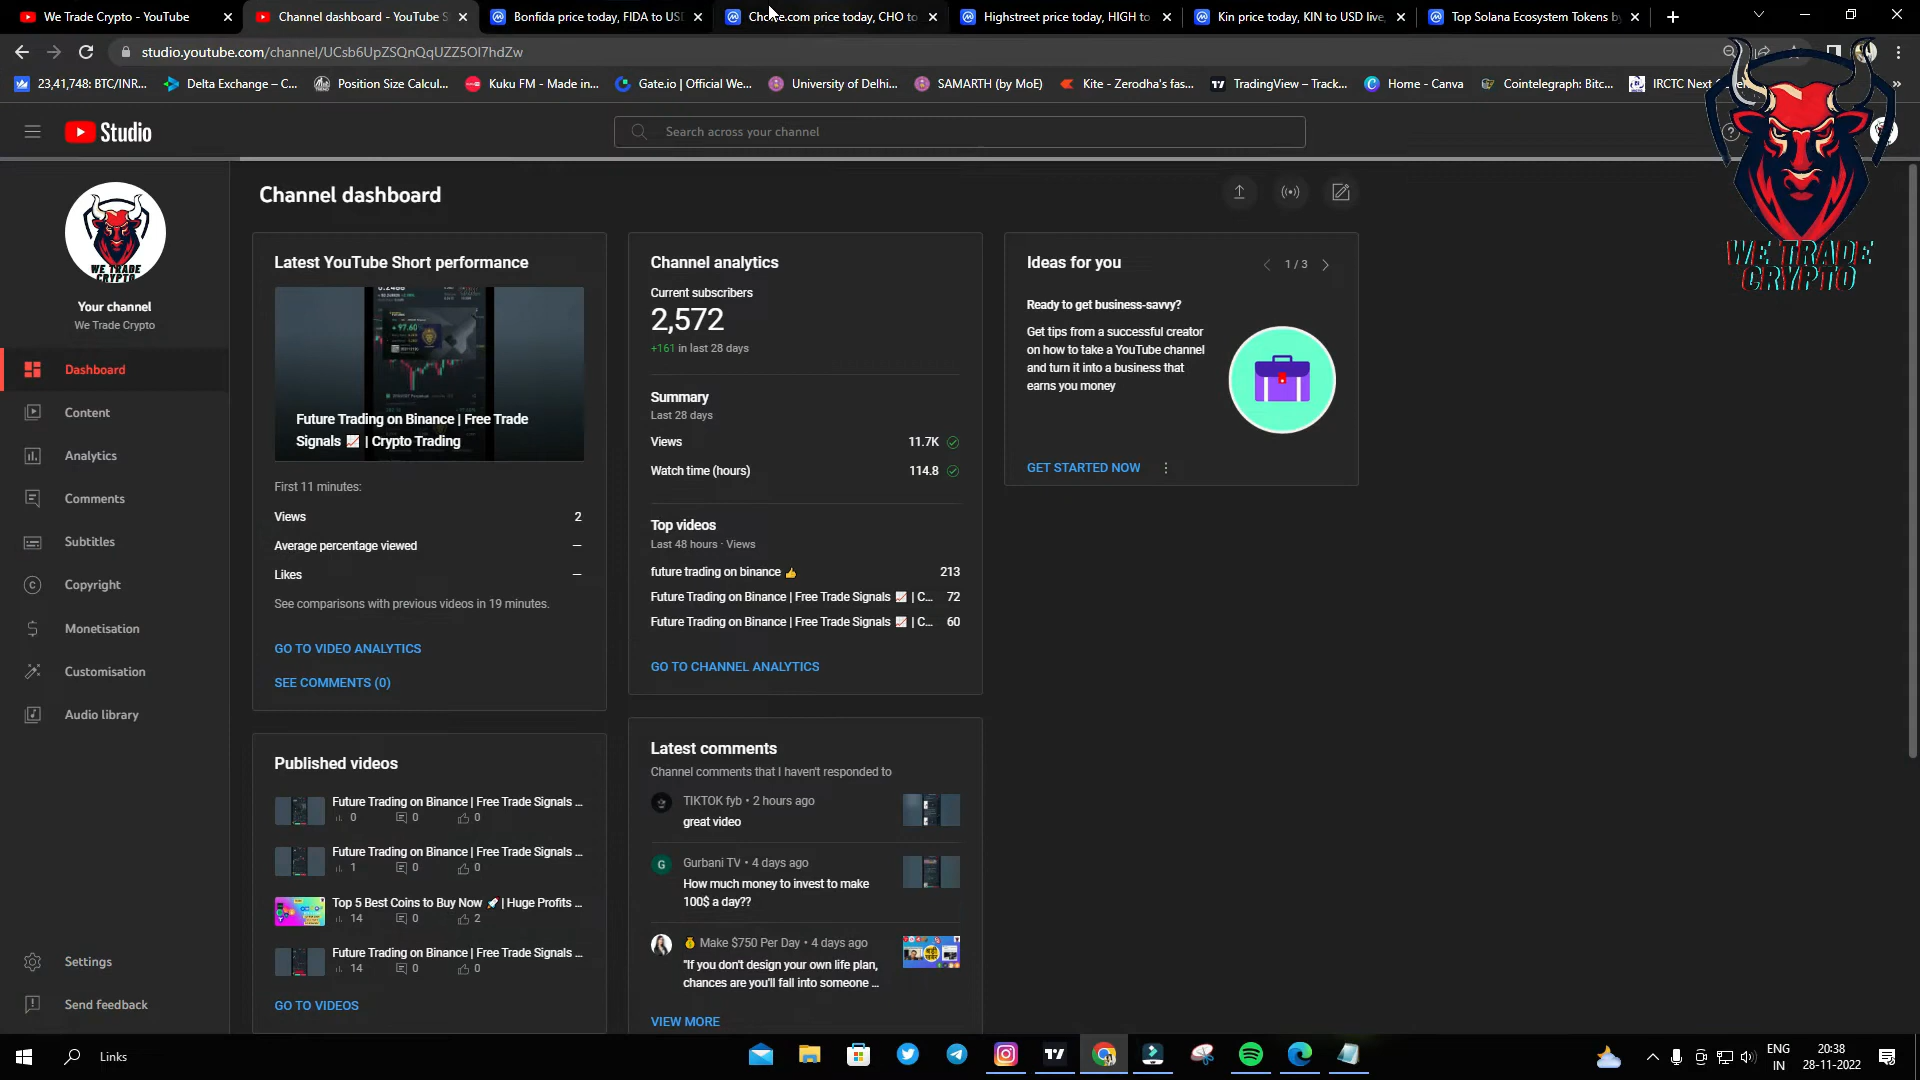 We Trade Crypto - YouTube
Channel dashboard - YouTube S
Bonfida price today, FIDA to USD
com price today, CHO to
Highstreet price today, HIGH to
Kin price today, KIN to USD live,
Top Solana Ecosystem Tokens by
studio.youtube.com/channel/UCsb6UpZSQnQqUZZ5OI7hdZw
23,41,748: BTC/INR...
Delta Exchange – C...
Position Size Calcul...
Kuku FM - Made in...
Gate.io | Official We...
University of Delhi...
SAMARTH (by MoE)
Kite - Zerodha's fas...
TradingView – Track...
Home - Canva
Cointelegraph: Bitc...
IRCTC Next
Studio
Search across your channel
WE TRADE
CRYPTO
WE TRADE
CRYPTO
Your channel
We Trade Crypto
Dashboard
Content
Analytics
Comments
Subtitles
Copyright
Monetisation
Customisation
Audio library
Settings
Send feedback
Channel dashboard
Latest YouTube Short performance
Future Trading on Binance | Free Trade
Signals 📈 | Crypto Trading
First 11 minutes:
Views 2
Average percentage viewed —
Likes —
See comparisons with previous videos in 19 minutes.
GO TO VIDEO ANALYTICS
SEE COMMENTS (0)
Published videos
Future Trading on Binance | Free Trade Signals ...
0 0 0
Future Trading on Binance | Free Trade Signals ...
1 0 0
Top 5 Best Coins to Buy Now 🚀 | Huge Profits ...
14 0 2
Future Trading on Binance | Free Trade Signals ...
14 0 0
GO TO VIDEOS
Channel analytics
Current subscribers
2,572
+161 in last 28 days
Summary
Last 28 days
Views 11.7K
Watch time (hours) 114.8
Top videos
Last 48 hours · Views
future trading on binance 👍 213
Future Trading on Binance | Free Trade Signals 📈 | C... 72
Future Trading on Binance | Free Trade Signals 📈 | C... 60
GO TO CHANNEL ANALYTICS
Latest comments
Channel comments that I haven't responded to
TIKTOK fyb • 2 hours ago
great video
G
Gurbani TV • 4 days ago
How much money to invest to make
100$ a day??
💰 Make $750 Per Day • 4 days ago
"If you don't design your own life plan,
chances are you'll fall into someone ...
VIEW MORE
Ideas for you
1 / 3
Ready to get business-savvy?
Get tips from a successful creator
on how to take a YouTube channel
and turn it into a business that
earns you money
GET STARTED NOW
Links
ENG
IN
20:38
28-11-2022